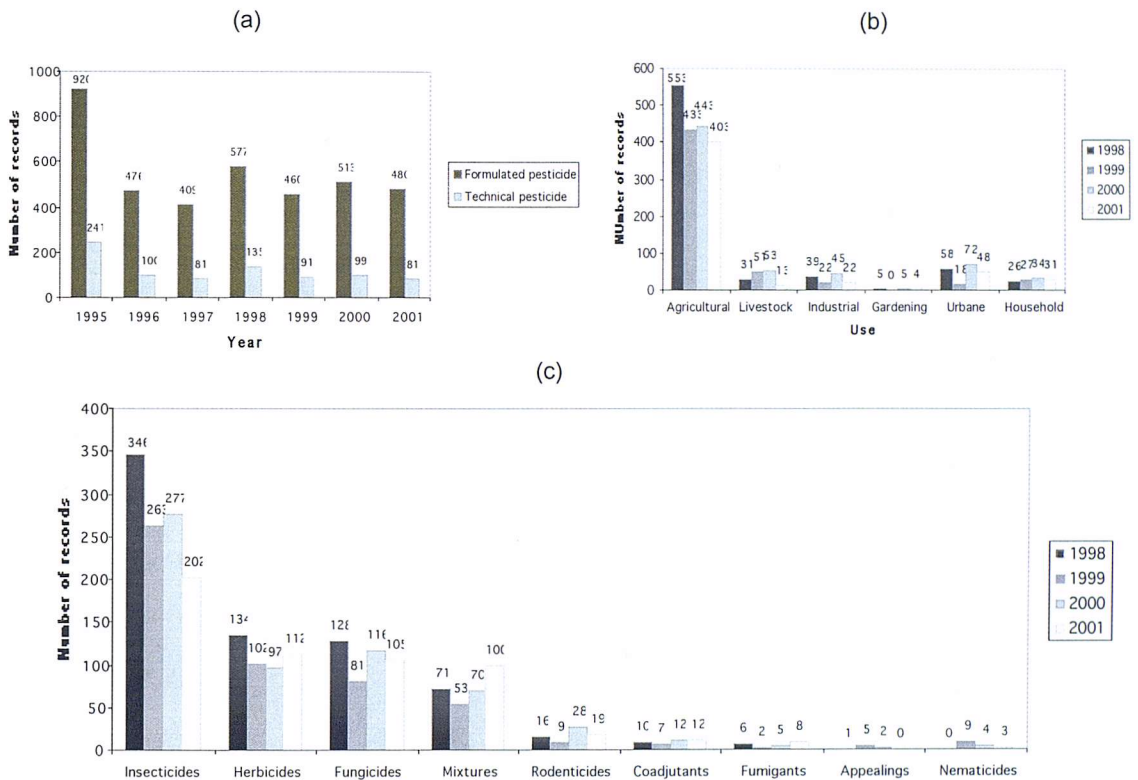 (a)
1000
800
600
400
200
0
Number of records
920
241
476
100
409
81
577
135
460
91
513
99
480
81
1995 1996 1997 1998 1999 2000 2001
Year
Formulated pesticide
Technical pesticide
(b)
600
500
400
300
200
100
0
NUmber of records
553
433
443
403
31 51 53 13
39 22 45 22
5 0 5 4
58 18 72 48
26 27 34 31
Agricultural Livestock Industrial Gardening Urbane Household
Use
1998
1999
2000
2001
(c)
400
350
300
250
200
150
100
50
0
Number of records
346 263 277 202
134 102 97 112
128 81 116 105
71 53 70 100
16 9 28 19
10 7 12 12
6 2 5 8
1 5 2 0
0 9 4 3
Insecticides Herbicides Fungicides Mixtures Rodenticides Coadjutants Fumigants Appealings Nematicides
1998
1999
2000
2001